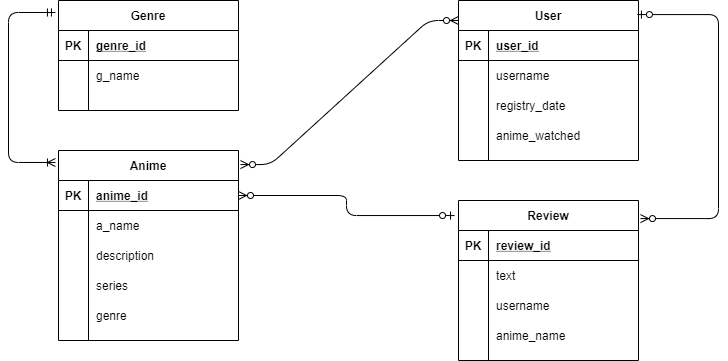 Genre
PK genre_id
g_name
User
PK user_id
username
registry_date
anime_watched
Anime
PK anime_id
a_name
description
series
genre
Review
PK review_id
text
username
anime_name